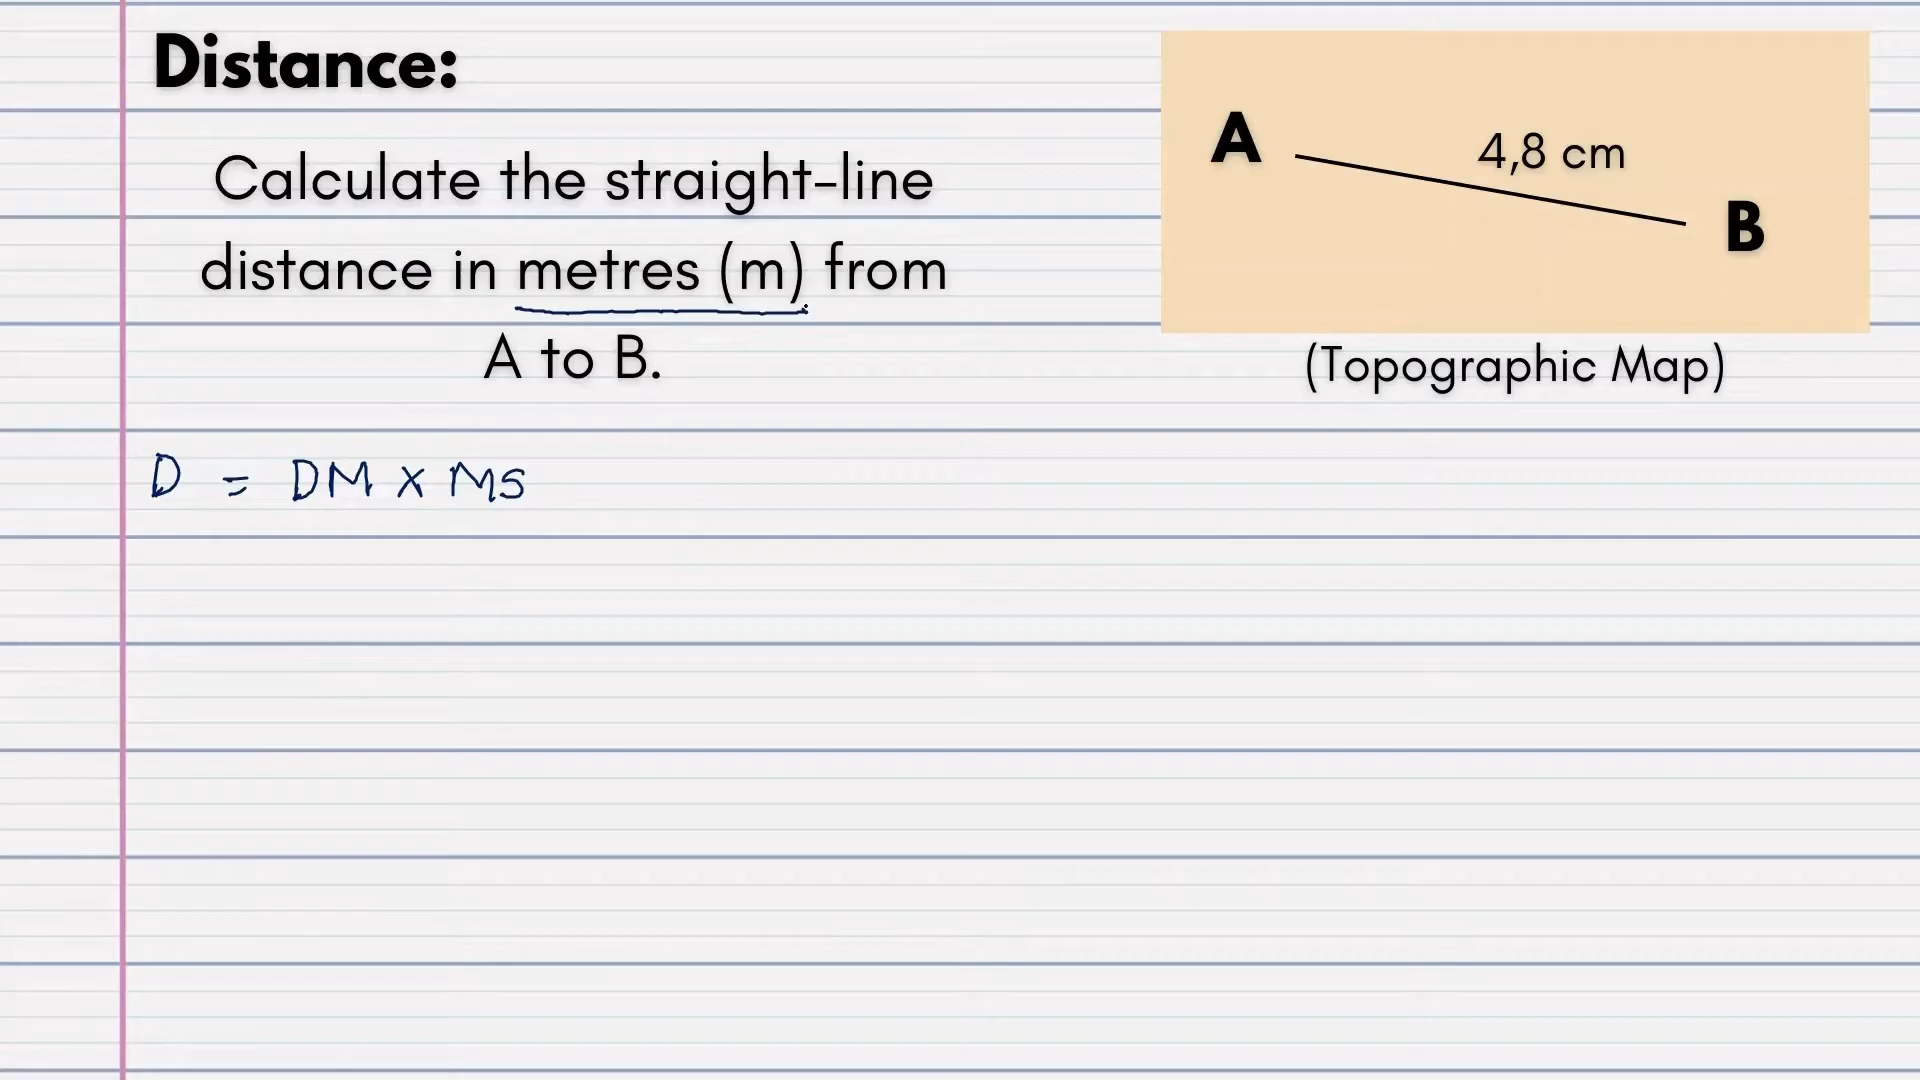 Distance:
Calculate the straight-line
distance in metres (m) from
A to B.
A
4,8 cm
B
(Topographic Map)
D = DM X MS